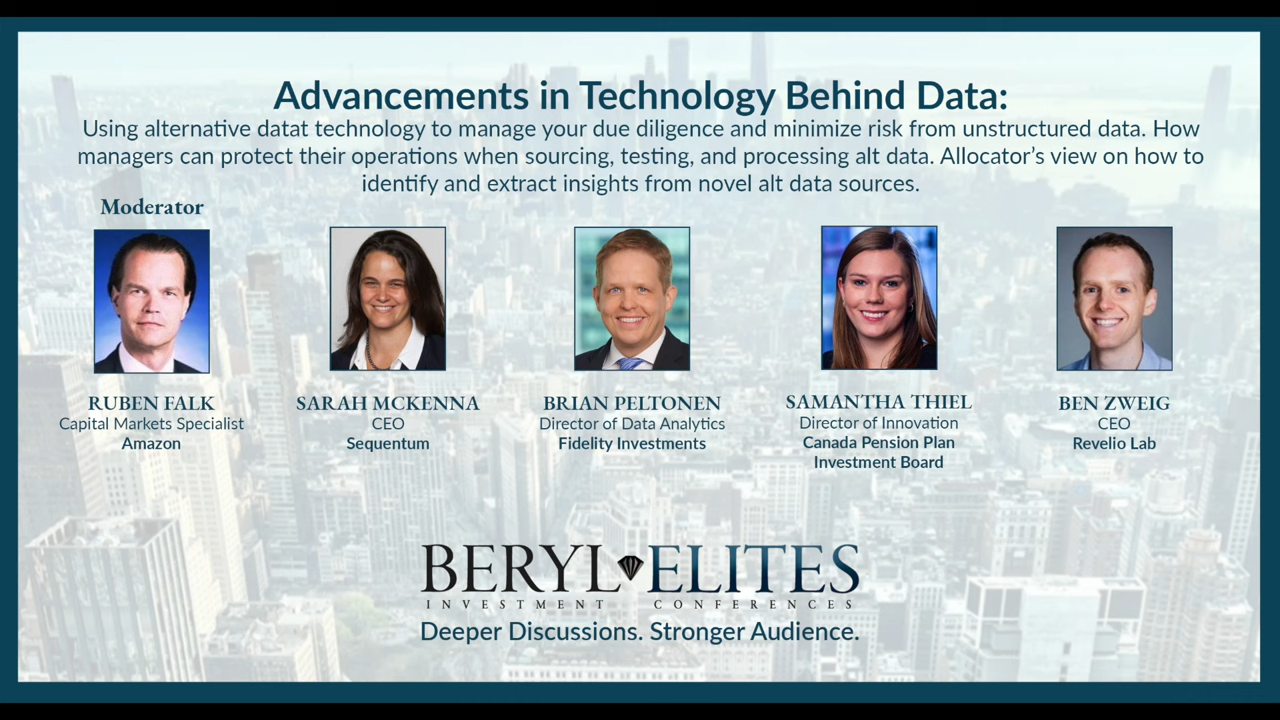 Advancements in Technology Behind Data:
Using alternative datat technology to manage your due diligence and minimize risk from unstructured data. How
managers can protect their operations when sourcing, testing, and processing alt data. Allocator's view on how to
identify and extract insights from novel alt data sources.
Moderator
RUBEN FALK
Capital Markets Specialist
Amazon
SARAH MCKENNA
CEO
Sequentum
BRIAN PELTONEN
Director of Data Analytics
Fidelity Investments
SAMANTHA THIEL
Director of Innovation
Canada Pension Plan
Investment Board
BEN ZWEIG
CEO
Revelio Lab
BERYL ELITES
INVESTMENT CONFERENCES
Deeper Discussions. Stronger Audience.